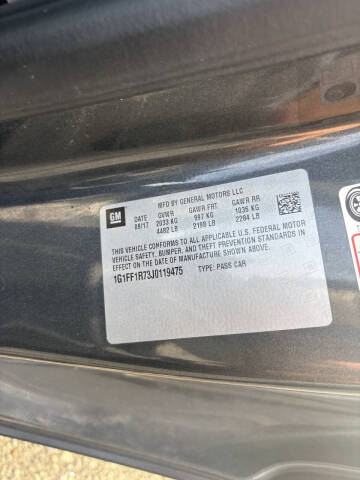 MFD BY GENERAL MOTORS LLC
GM DATE GVWR GAWR FRT GAWR RR
08/17 2033 KG 997 KG 1036 KG
4482 LB 2198 LB 2284 LB
THIS VEHICLE CONFORMS TO ALL APPLICABLE U.S. FEDERAL MOTOR
VEHICLE SAFETY, BUMPER, AND THEFT PREVENTION STANDARDS IN
EFFECT ON THE DATE OF MANUFACTURE SHOWN ABOVE.
1G1FF1R73J0119475 TYPE: PASS CAR